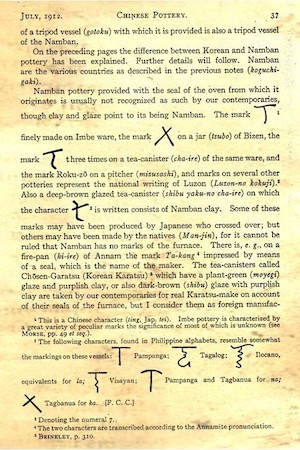 JULY, 1912. CHINESE POTTERY. 37
of a tripod vessel (gotoku) with which it is provided is also a tripod vessel
of the Namban.
On the preceding pages the difference between Korean and Namban
pottery has been explained. Further details will follow. Namban
are the various countries as described in the previous notes (koguchi-
gaki).
Namban pottery provided with the seal of the oven from which it
originates is usually not recognized as such by our contemporaries,
though clay and glaze point to its being Namban. The mark
finely made on Imbe ware, the mark on a jar (tsubo) of Bizen, the
mark three times on a tea-canister (cha-ire) of the same ware, and
the mark Roku-zō on a pitcher (mizusashi), and marks on several other
potteries represent the national writing of Luzon (Luzon-no kokuji).
Also a deep-brown glazed tea-canister (shibu yaku-no cha-ire) on which
the character is written consists of Namban clay. Some of these
marks may have been produced by Japanese who crossed over; but
others may have been made by the natives (Man-jin), for it cannot be
ruled that Namban has no marks of the furnace. There is, e. g., on a
fire-pan (hi-ire) of Annam the mark impressed by means
of a seal, which is the name of the maker. The tea-canisters called
Chōsen-Garatsu (Korean Karatsu) which have a plant-green (moyegi)
glaze and purplish clay, or also dark-brown (shibu) glaze with purplish
clay are taken by our contemporaries for real Karatsu-make on account
of their seals of the furnace, but I consider them as foreign manufac-
This is a Chinese character (ting, Jap. tei). Imbe pottery is characterized by
a great variety of peculiar marks the significance of most of which is unknown (see
MORSE, pp. 49 et seq.).
The following characters, found in Philippine alphabets, resemble somewhat
the markings on these vessels: Pampanga; Tagalog; Ilocano,
equivalents for la; Visayan; Pampanga and Tagbanua for na;
Tagbanua for ka. [F. C. C.]
Denoting the numeral 7.
The two characters are transcribed according to the Annamite pronunciation.
BRINKLEY, p. 310.